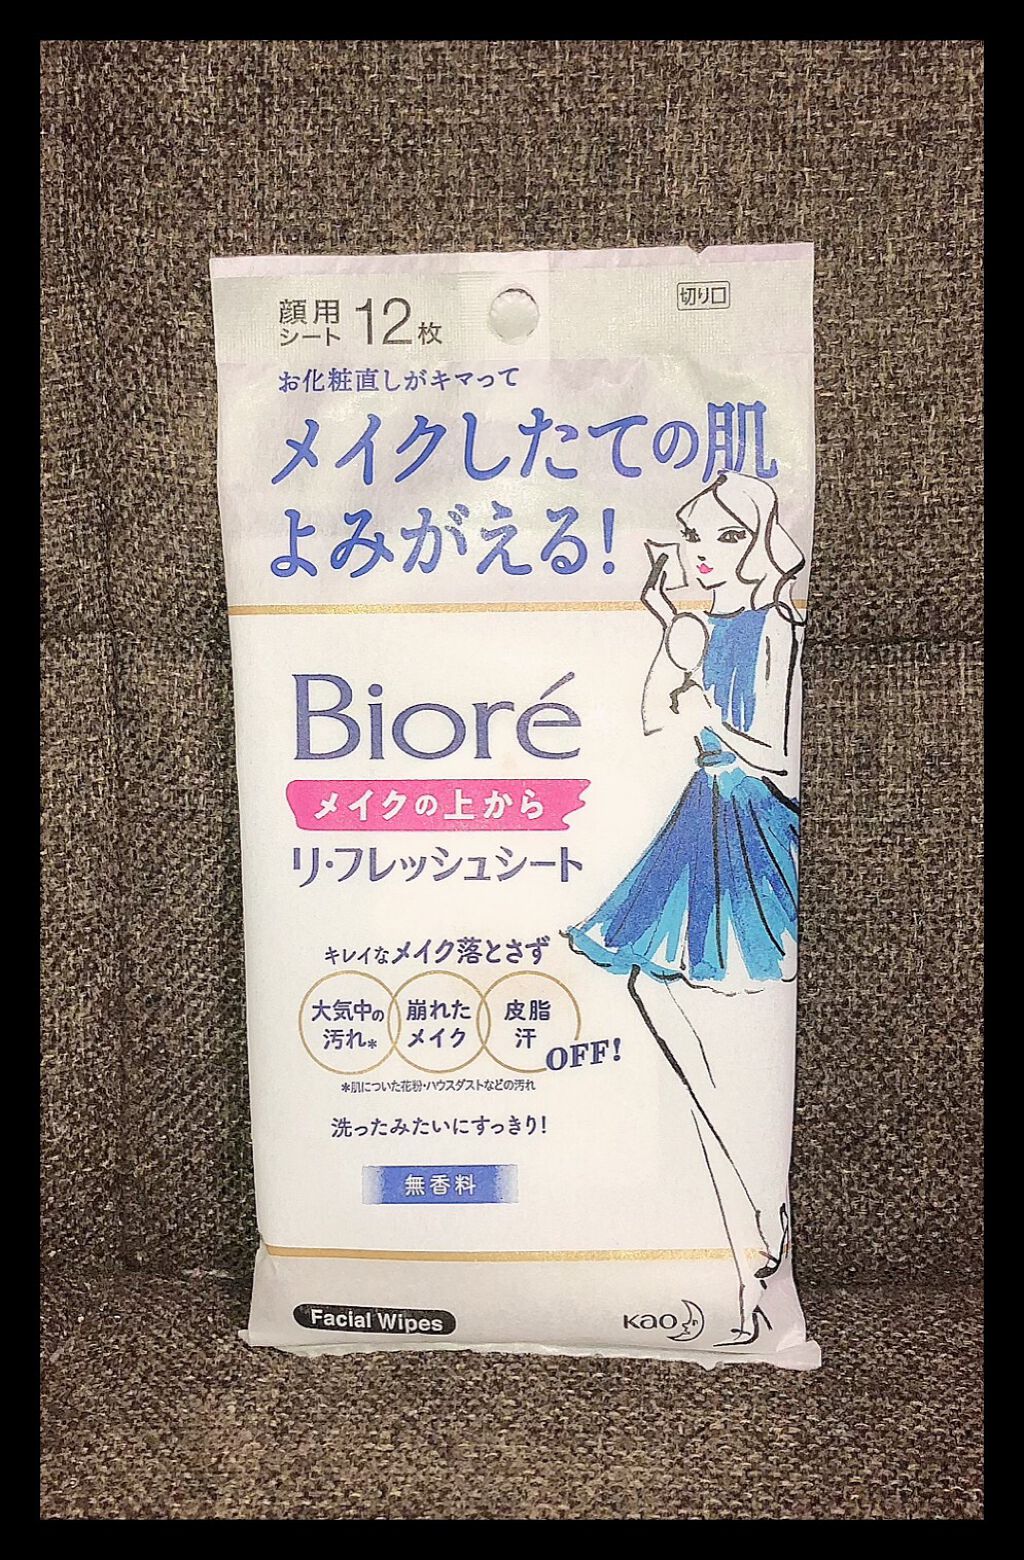 顔用
シート 12枚
切り口
お化粧直しがキマって
メイクしたての肌
よみがえる!
Bioré
メイクの上から
リ・フレッシュシート
キレイなメイク落とさず
大気中の
汚れ*
崩れた
メイク
皮脂
汗
OFF!
*肌についた花粉・ハウスダストなどの汚れ
洗ったみたいにすっきり!
無香料
Facial Wipes
Kao